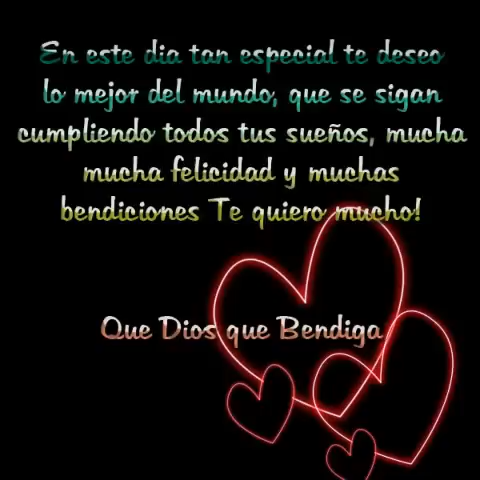 En este dia tan especial te deseo
lo mejor del mundo, que se sigan
cumpliendo todos tus sueños, mucha
mucha felicidad y muchas
bendiciones Te quiero mucho!
Que Dios que Bendiga